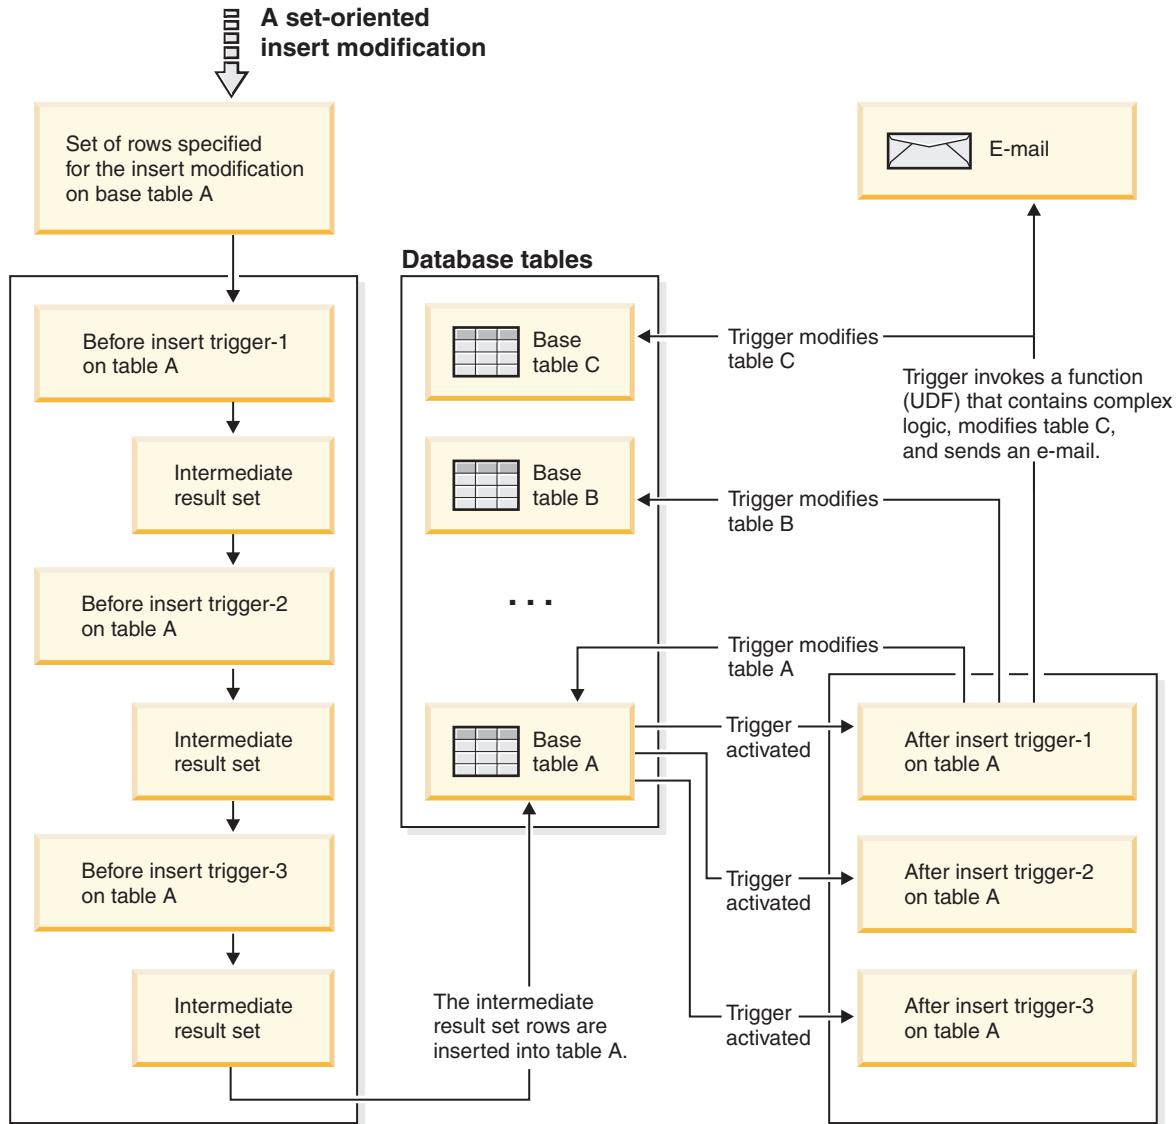 A set-oriented
insert modification
Set of rows specified
for the insert modification
on base table A
E-mail
Database tables
Before insert trigger-1
on table A
Intermediate
result set
Before insert trigger-2
on table A
Intermediate
result set
Before insert trigger-3
on table A
Intermediate
result set
Base
table C
Base
table B
...
Base
table A
The intermediate
result set rows are
inserted into table A.
Trigger modifies
table C
Trigger invokes a function
(UDF) that contains complex
logic, modifies table C,
and sends an e-mail.
Trigger modifies
table B
Trigger modifies
table A
Trigger
activated
Trigger
activated
Trigger
activated
After insert trigger-1
on table A
After insert trigger-2
on table A
After insert trigger-3
on table A